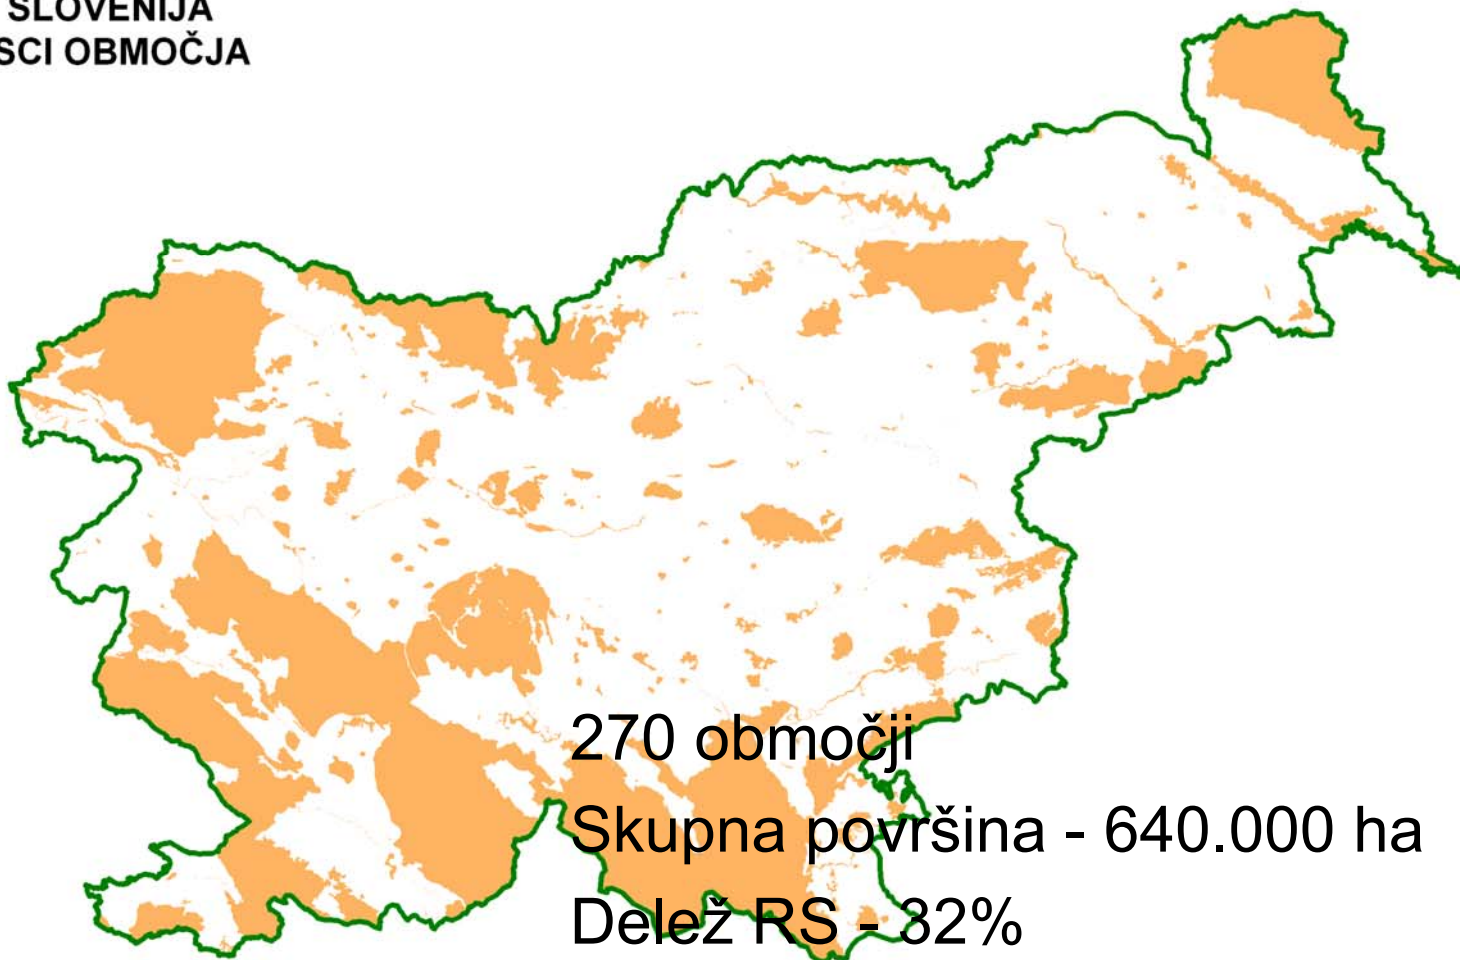 SLOVENIJA
SCI OBMOČJA
270 območji
Skupna površina - 640.000 ha
Delež RS - 32%